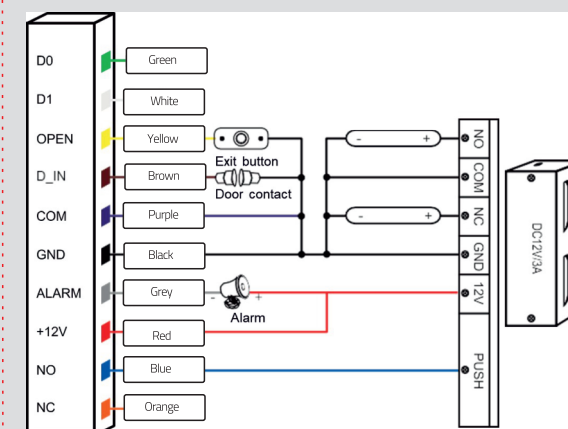 D0 Green
D1 White
OPEN Yellow
Exit button
D_IN Brown
Door contact
COM Purple
GND Black
ALARM Grey
- +
Alarm
+12V Red
NO Blue
NC Orange
- + NO
COM
- + NC
GND
12V
PUSH
DC12V/3A